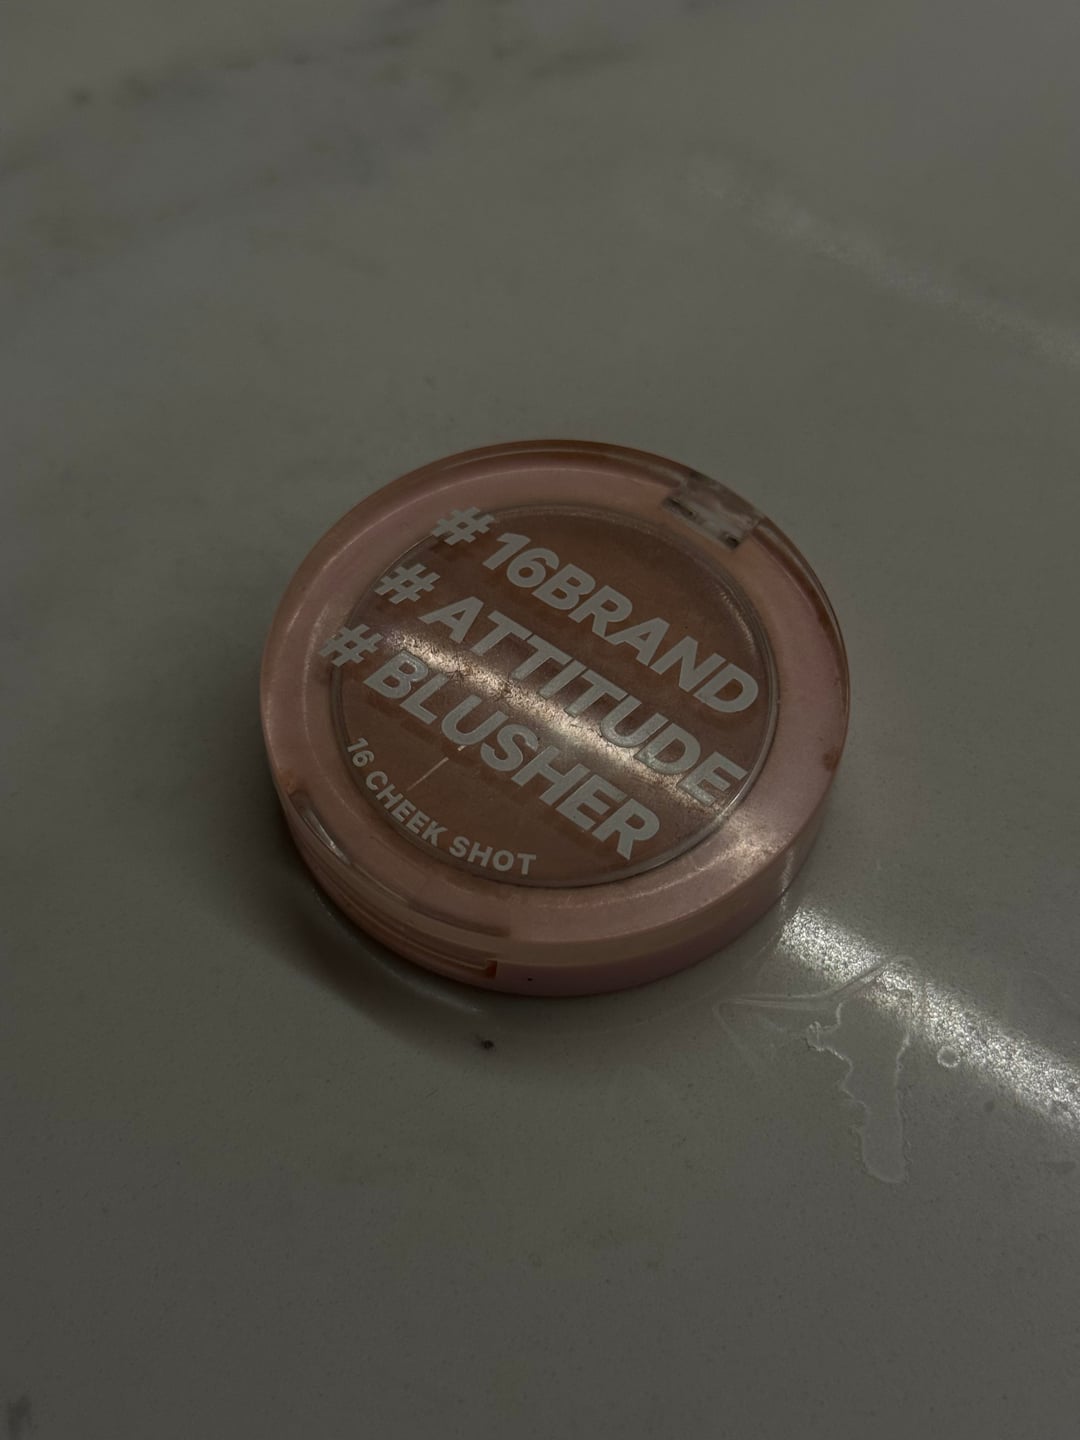 # 16BRAND
# ATTITUDE
# BLUSHER
16 CHEEK SHOT